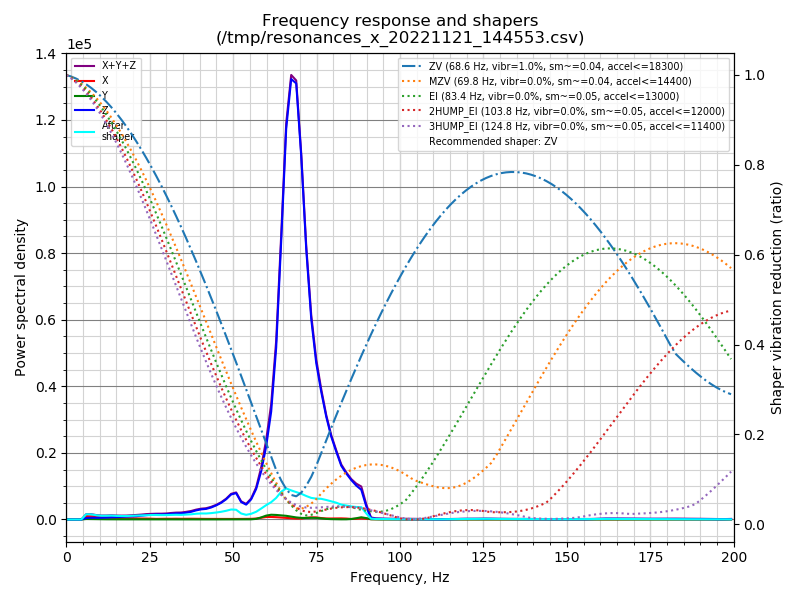 Frequency response and shapers
(/tmp/resonances_x_20221121_144553.csv)
1e5
X+Y+Z
X
Y
Z
After
shaper
ZV (68.6 Hz, vibr=1.0%, sm~=0.04, accel<=18300)
MZV (69.8 Hz, vibr=0.0%, sm~=0.04, accel<=14400)
EI (83.4 Hz, vibr=0.0%, sm~=0.05, accel<=13000)
2HUMP_EI (103.8 Hz, vibr=0.0%, sm~=0.05, accel<=12000)
3HUMP_EI (124.8 Hz, vibr=0.0%, sm~=0.05, accel<=11400)
Recommended shaper: ZV
Power spectral density
1.4
1.2
1.0
0.8
0.6
0.4
0.2
0.0
1.0
0.8
0.6
0.4
0.2
0.0
Shaper vibration reduction (ratio)
0 25 50 75 100 125 150 175 200
Frequency, Hz